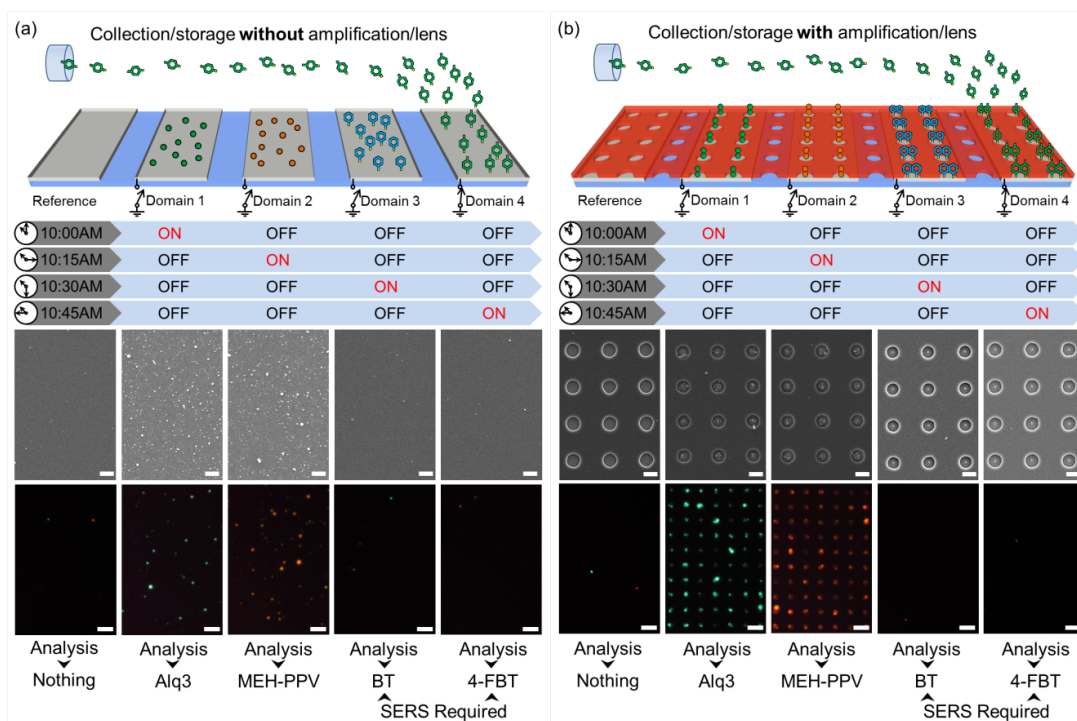 (a)
Collection/storage without amplification/lens
Reference
Domain 1
Domain 2
Domain 3
Domain 4
10:00AM ON OFF OFF OFF
10:15AM OFF ON OFF OFF
10:30AM OFF OFF ON OFF
10:45AM OFF OFF OFF ON
Analysis Analysis Analysis Analysis Analysis
Nothing Alq3 MEH-PPV BT 4-FBT
SERS Required
(b)
Collection/storage with amplification/lens
Reference
Domain 1
Domain 2
Domain 3
Domain 4
10:00AM ON OFF OFF OFF
10:15AM OFF ON OFF OFF
10:30AM OFF OFF ON OFF
10:45AM OFF OFF OFF ON
Analysis Analysis Analysis Analysis Analysis
Nothing Alq3 MEH-PPV BT 4-FBT
SERS Required